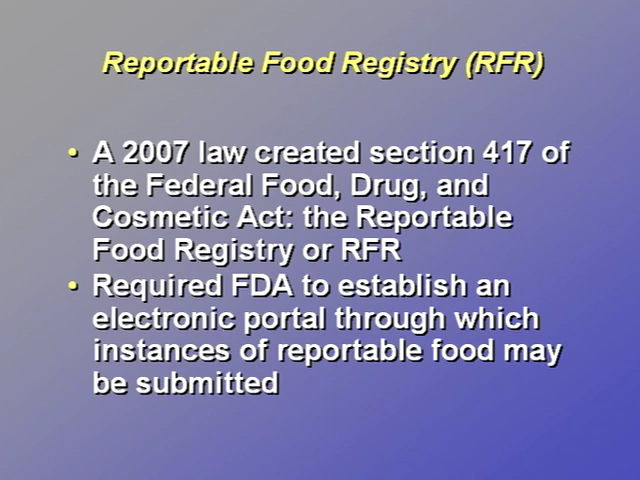 Reportable Food Registry (RFR)
• A 2007 law created section 417 of
the Federal Food, Drug, and
Cosmetic Act: the Reportable
Food Registry or RFR
• Required FDA to establish an
electronic portal through which
instances of reportable food may
be submitted